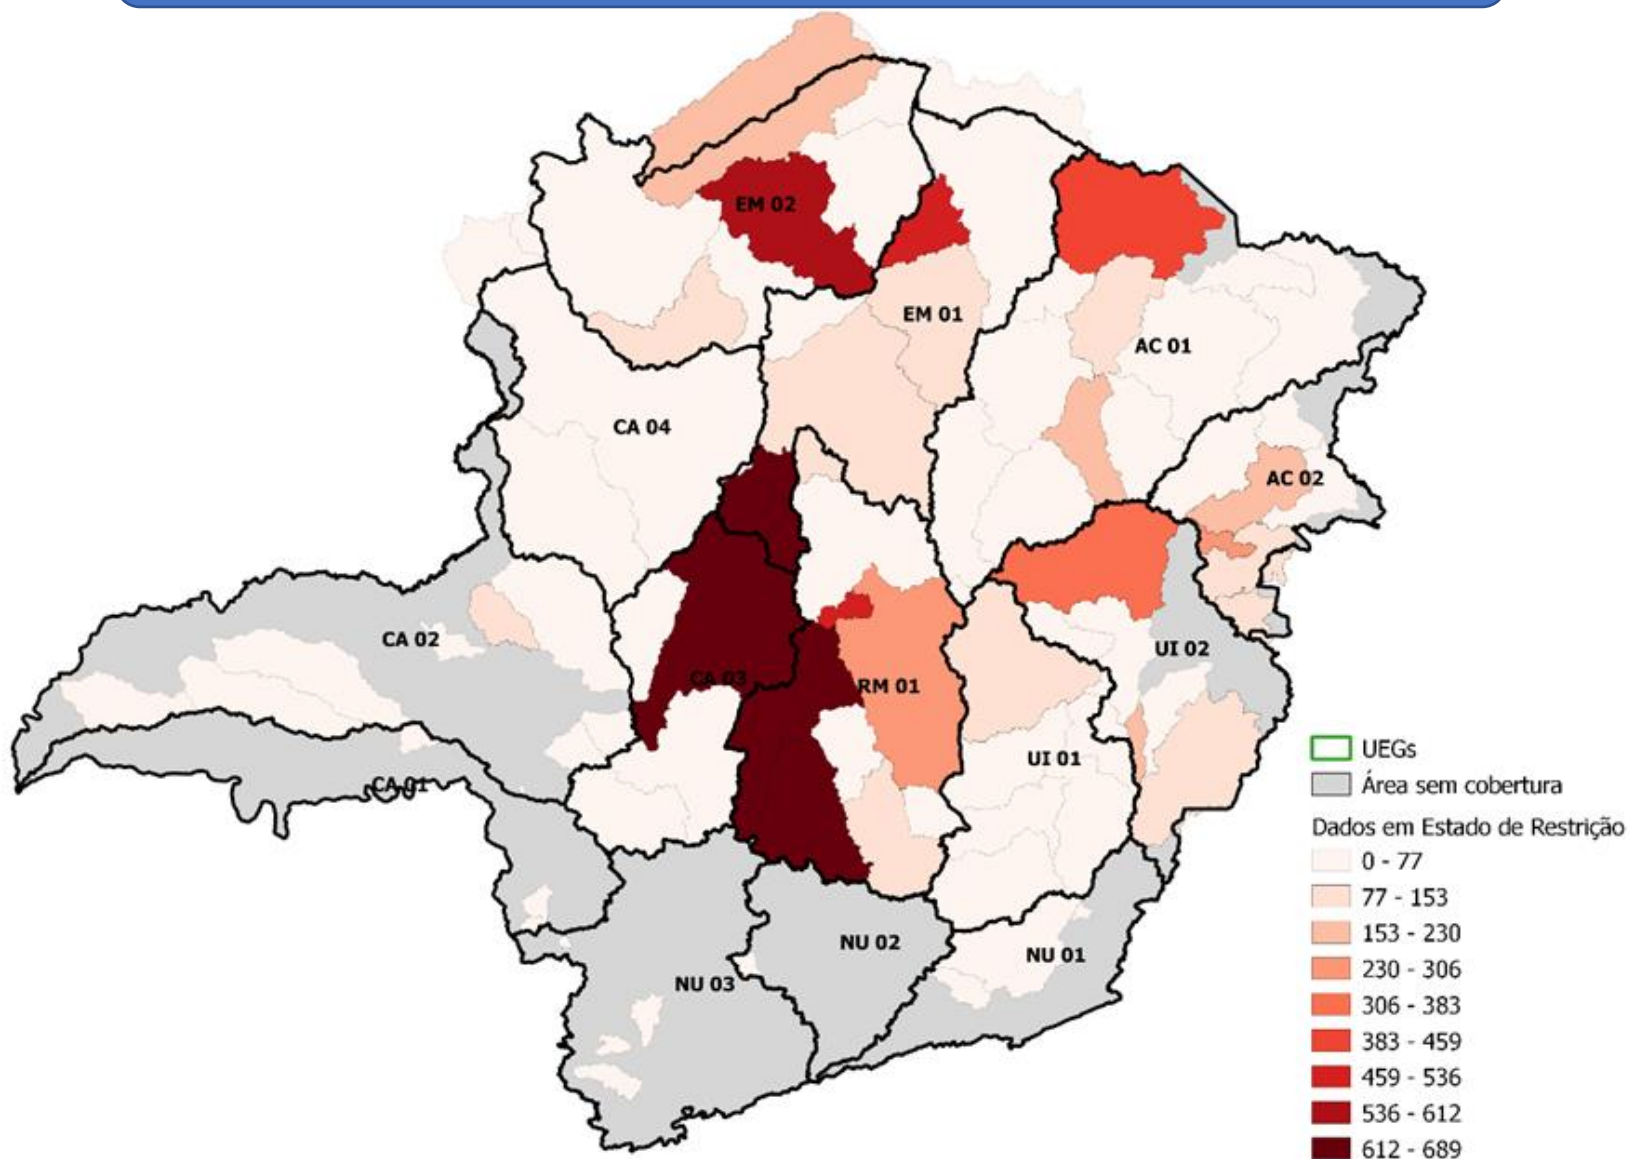 EM 02
EM 01
AC 01
CA 04
AC 02
CA 02
UI 02
CA 03
RM 01
UI 01
CA 01
NU 02
NU 01
NU 03
UEGs
Área sem cobertura
Dados em Estado de Restrição
0 - 77
77 - 153
153 - 230
230 - 306
306 - 383
383 - 459
459 - 536
536 - 612
612 - 689